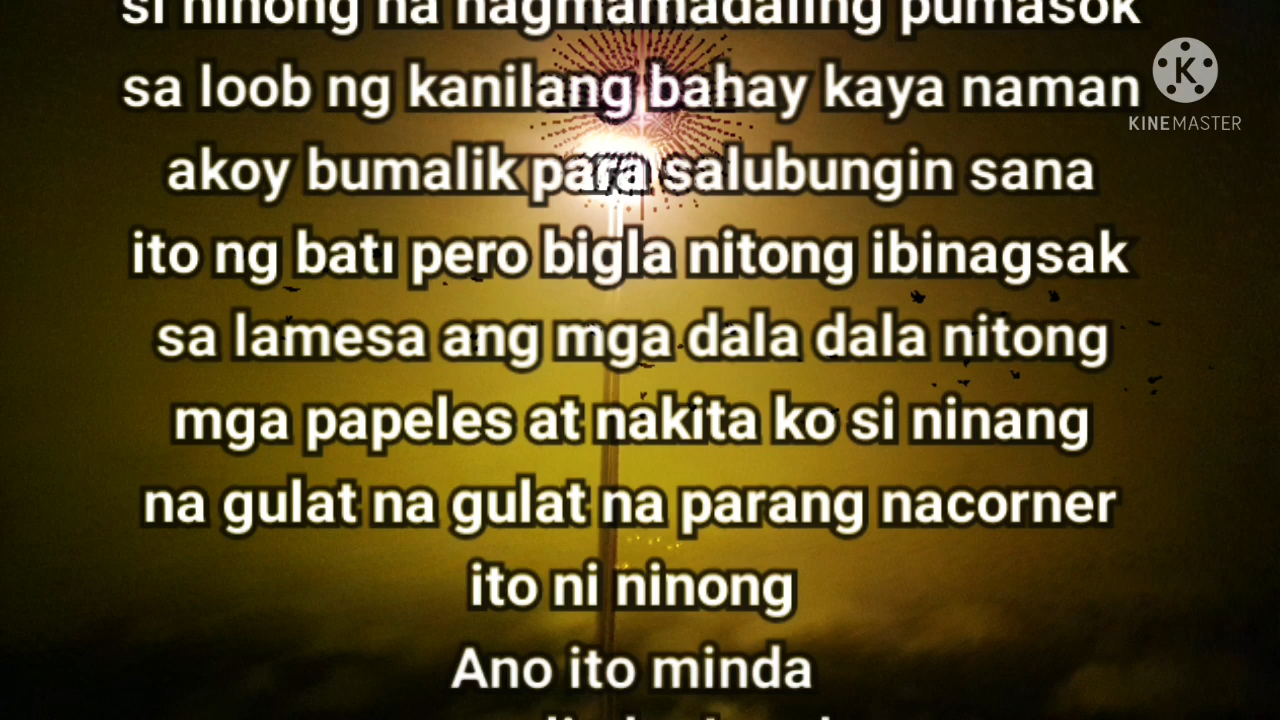 si ninong na nagmamadaling pumasok
sa loob ng kanilang bahay kaya naman
KINEMASTER
akoy bumalik para salubungin sana
ito ng batı pero bigla nitong ibinagsak
sa lamesa ang mga dala dala nitong
mga papeles at nakita ko si ninang
na gulat na gulat na parang nacorner
ito ni ninong
Ano ito minda